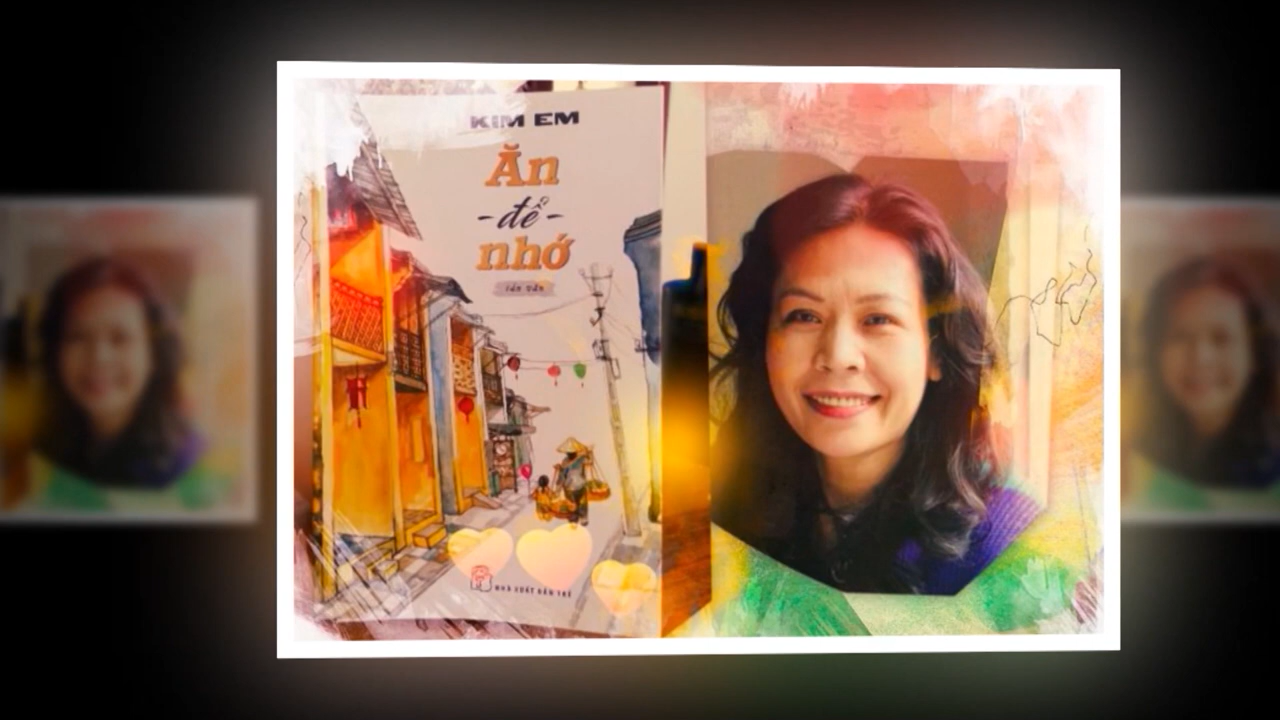 KIM EM
Ăn
-để-
nhớ
tản văn
NHÀ XUẤT BẢN TRẺ